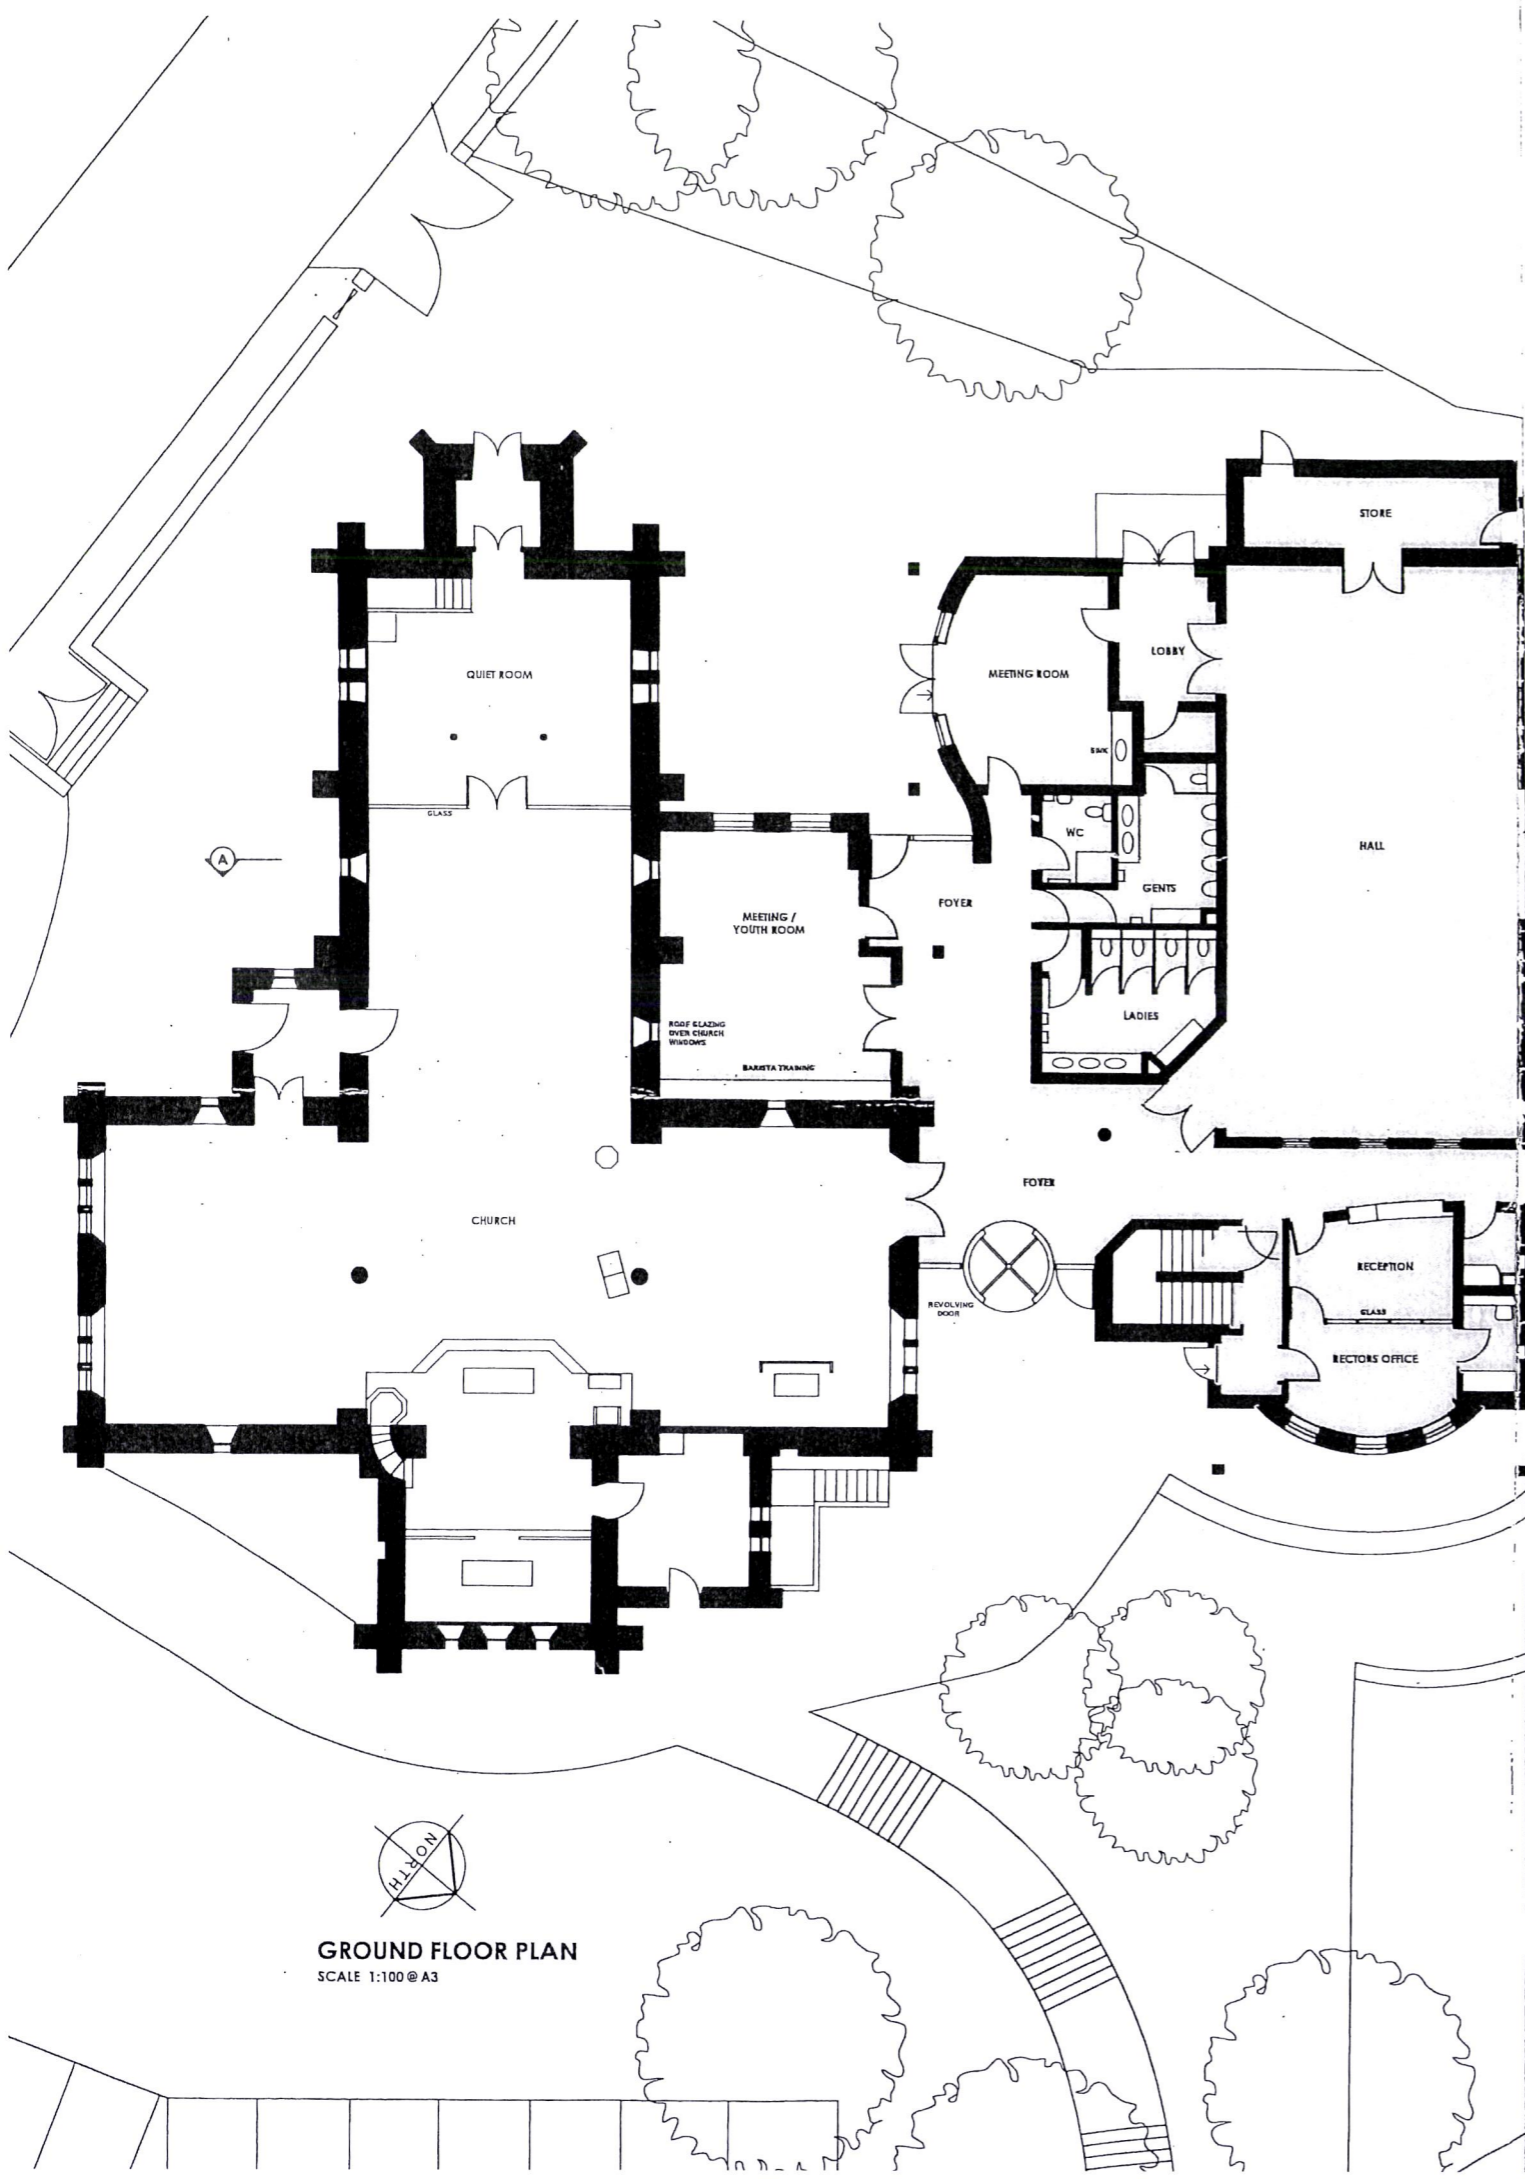 STORE
QUIET ROOM
MEETING ROOM
LOBBY
SINK
GLASS
WC
HALL
A
GENTS
FOYER
MEETING /
YOUTH ROOM
LADIES
ROOF GLAZING
OVER CHURCH
WINDOWS
BARISTA TRAINING
FOYER
CHURCH
RECEPTION
REVOLVING
DOOR
GLASS
RECTORS OFFICE
NORTH
GROUND FLOOR PLAN
SCALE 1:100 @ A3